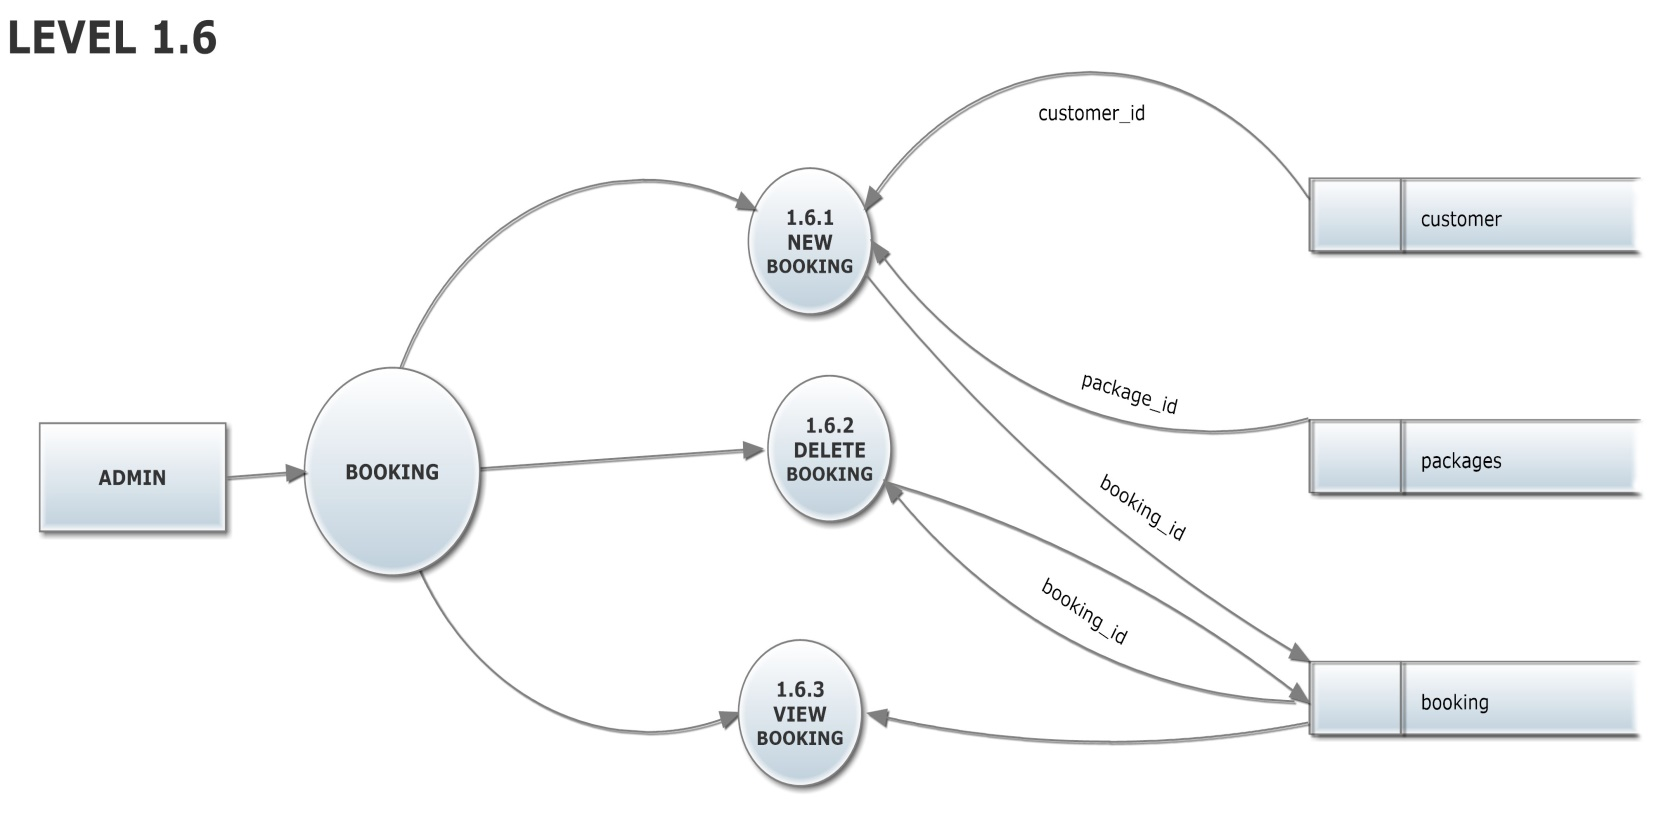 LEVEL 1.6
customer_id
1.6.1
NEW
BOOKING
customer
package_id
1.6.2
DELETE
BOOKING
packages
ADMIN
BOOKING
booking_id
booking_id
1.6.3
VIEW
BOOKING
booking